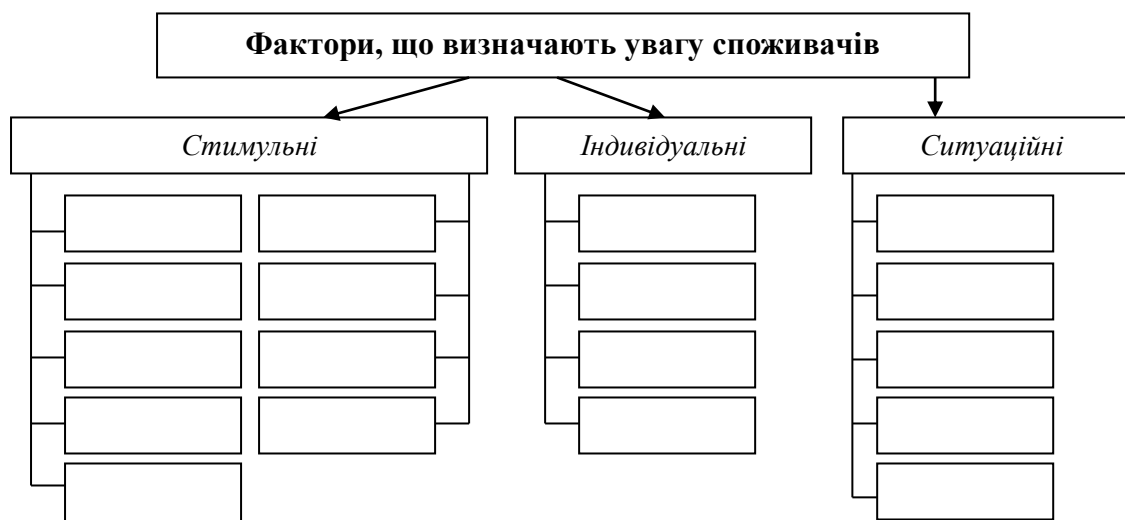 Фактори, що визначають увагу споживачів
Стимульні
Індивідуальні
Ситуаційні